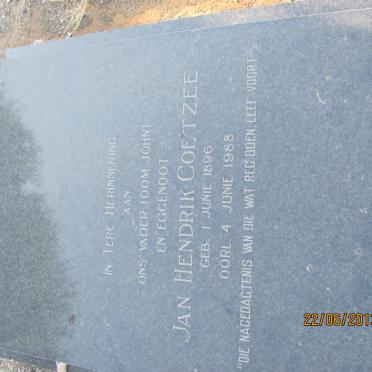 IN TERE HERINNERING
AAN
ONS VADER (OOM JOHN)
EN EGGENOOT
JAN HENDRIK COETZEE
GEB. 1 JUNIE 1896
OORL. 4 JUNIE 1988
"DIE NAGEDAGTENIS VAN DIE WAT REG DOEN, LEEF VOORT"
22/06/201